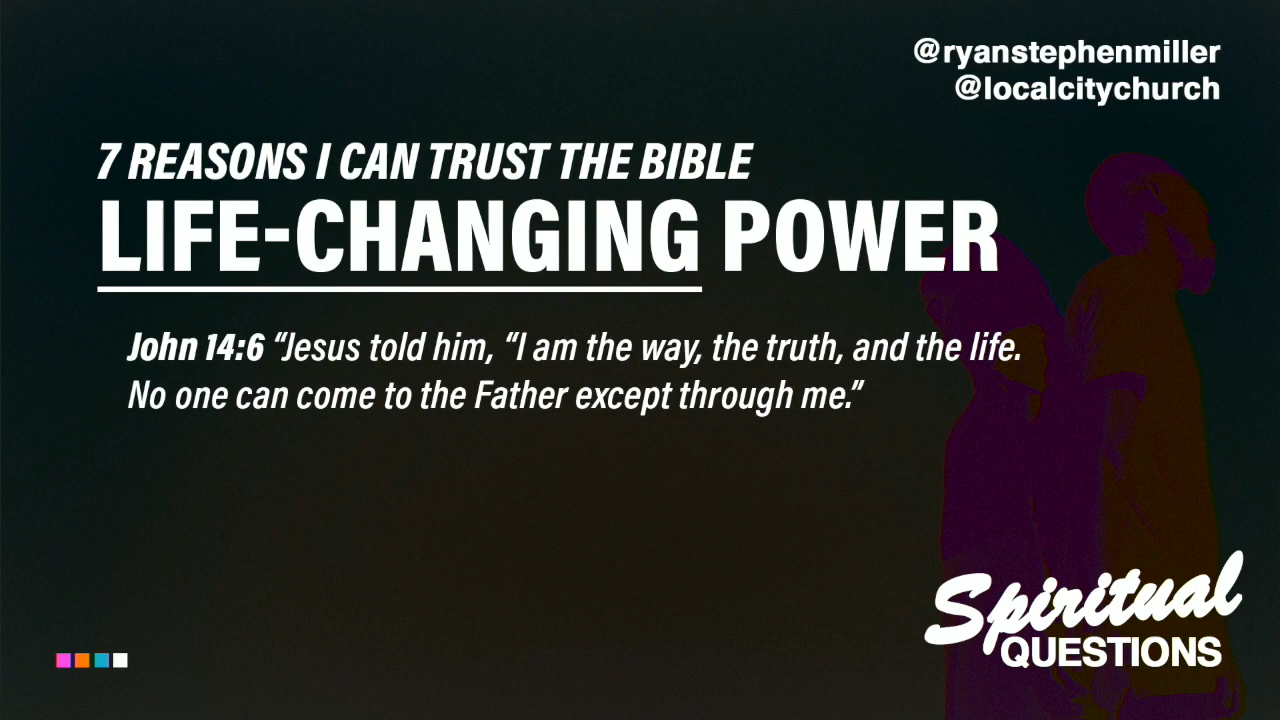 @ryanstephenmiller
@localcitychurch
7 REASONS I CAN TRUST THE BIBLE
LIFE-CHANGING POWER
John 14:6 “Jesus told him, “I am the way, the truth, and the life.
No one can come to the Father except through me.”
Spiritual
QUESTIONS